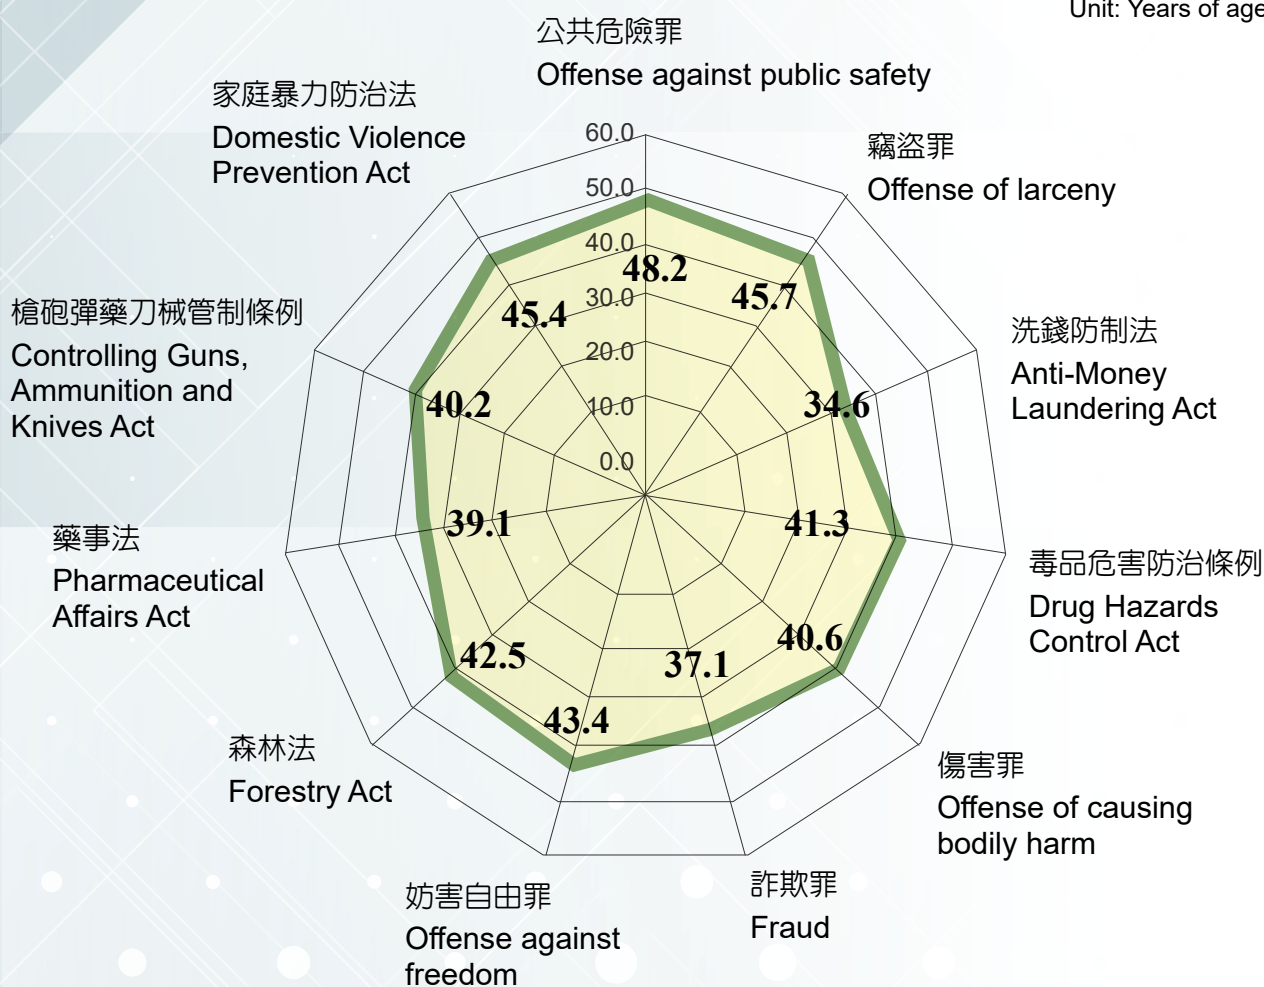 Unit: Years of age
公共危險罪
Offense against public safety
家庭暴力防治法
Domestic Violence
Prevention Act
竊盜罪
Offense of larceny
槍砲彈藥刀械管制條例
Controlling Guns,
Ammunition and
Knives Act
洗錢防制法
Anti-Money
Laundering Act
藥事法
Pharmaceutical
Affairs Act
毒品危害防治條例
Drug Hazards
Control Act
森林法
Forestry Act
傷害罪
Offense of causing
bodily harm
妨害自由罪
Offense against
freedom
詐欺罪
Fraud
60.0
50.0
40.0
30.0
20.0
10.0
0.0
48.2
45.7
34.6
41.3
40.6
37.1
43.4
42.5
39.1
40.2
45.4